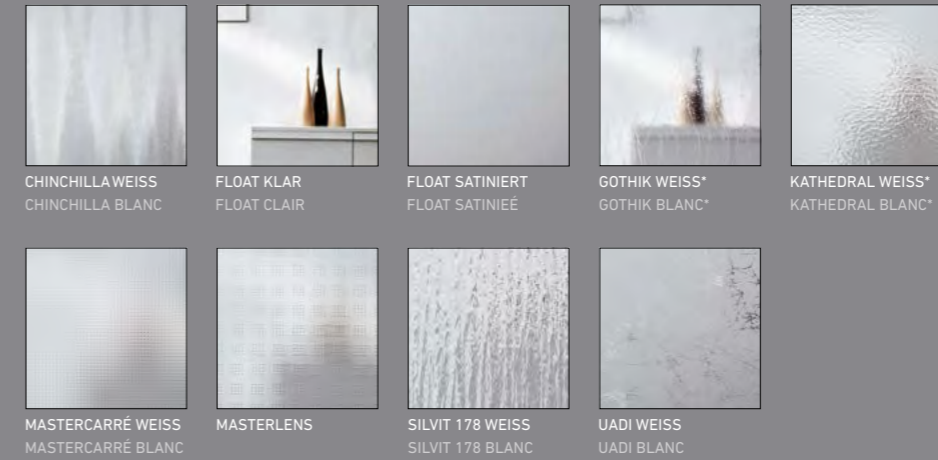 CHINCHILLA WEISS
CHINCHILLA BLANC
FLOAT KLAR
FLOAT CLAIR
FLOAT SATINIERT
FLOAT SATINIEÉ
GOTHIK WEISS*
GOTHIK BLANC*
KATHEDRAL WEISS*
KATHEDRAL BLANC*
MASTERCARRÉ WEISS
MASTERCARRÉ BLANC
MASTERLENS
SILVIT 178 WEISS
SILVIT 178 BLANC
UADI WEISS
UADI BLANC